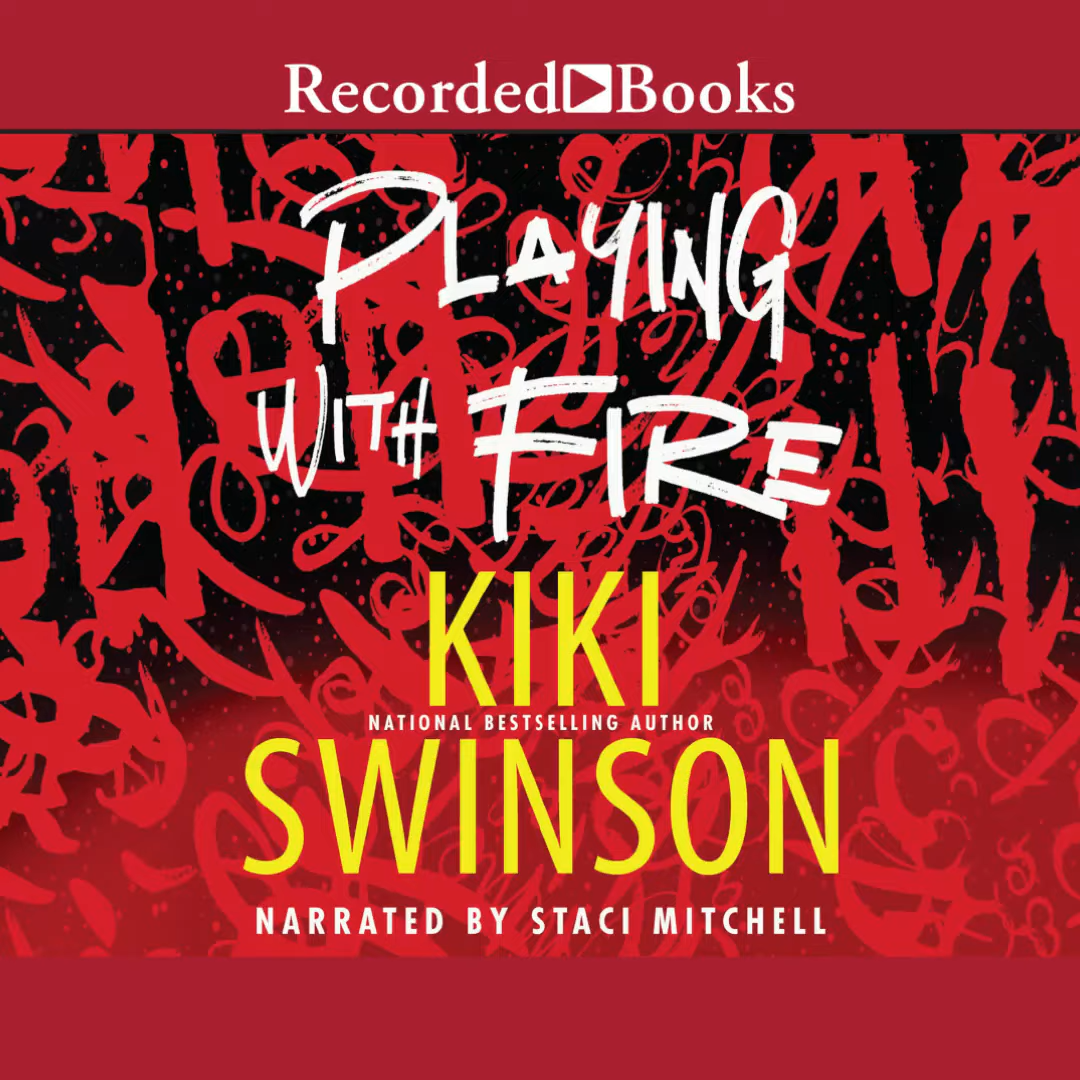 Recorded Books
PLAYING
WITH FIRE
KIKI
NATIONAL BESTSELLING AUTHOR
SWINSON
NARRATED BY STACI MITCHELL